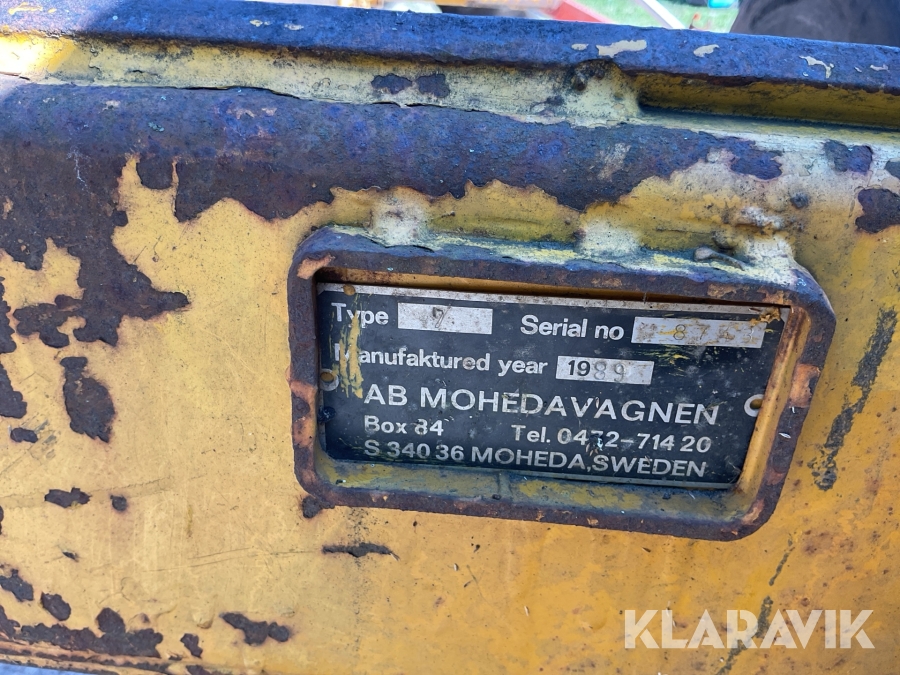 Type 7 Serial no
Manufaktured year 1989
AB MOHEDAVAGNEN
Box 84 Tel. 0472-714 20
S 340 36 MOHEDA, SWEDEN
KLARAVIK